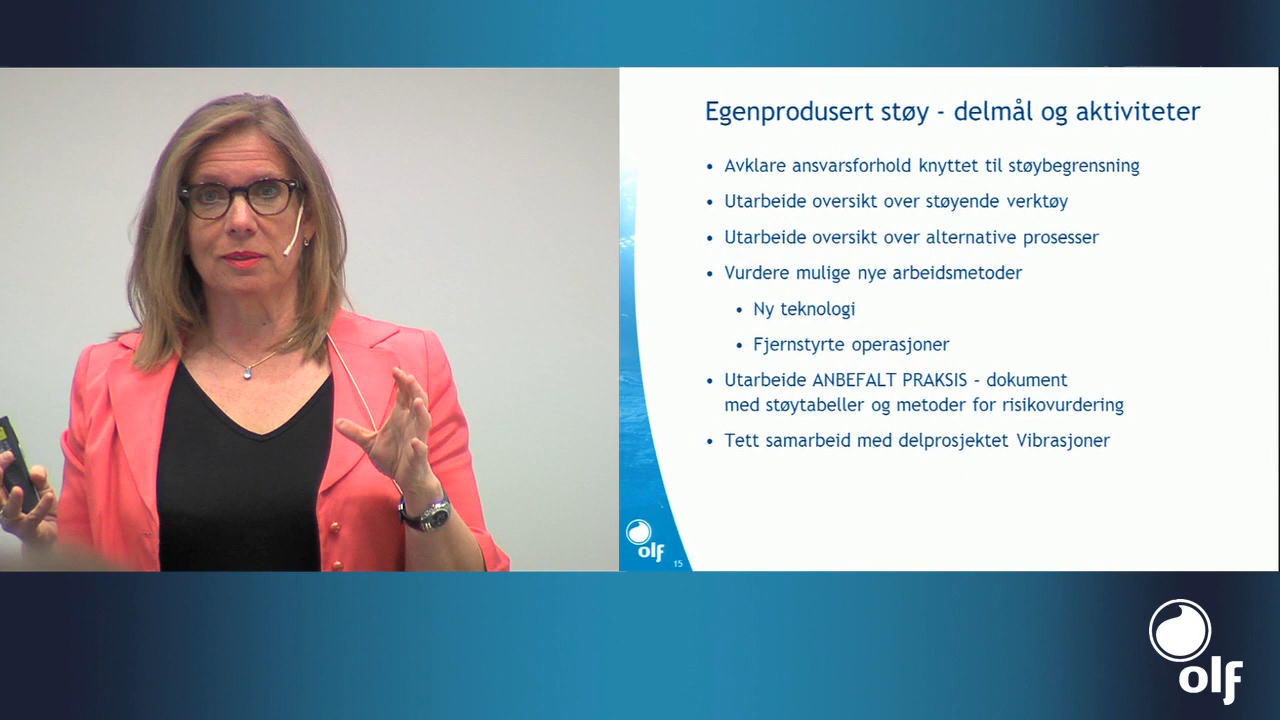 Egenprodusert støy - delmål og aktiviteter
• Avklare ansvarsforhold knyttet til støybegrensning
• Utarbeide oversikt over støyende verktøy
• Utarbeide oversikt over alternative prosesser
• Vurdere mulige nye arbeidsmetoder
• Ny teknologi
• Fjernstyrte operasjoner
• Utarbeide ANBEFALT PRAKSIS – dokument
med støytabeller og metoder for risikovurdering
• Tett samarbeid med delprosjektet Vibrasjoner
olf
15
olf